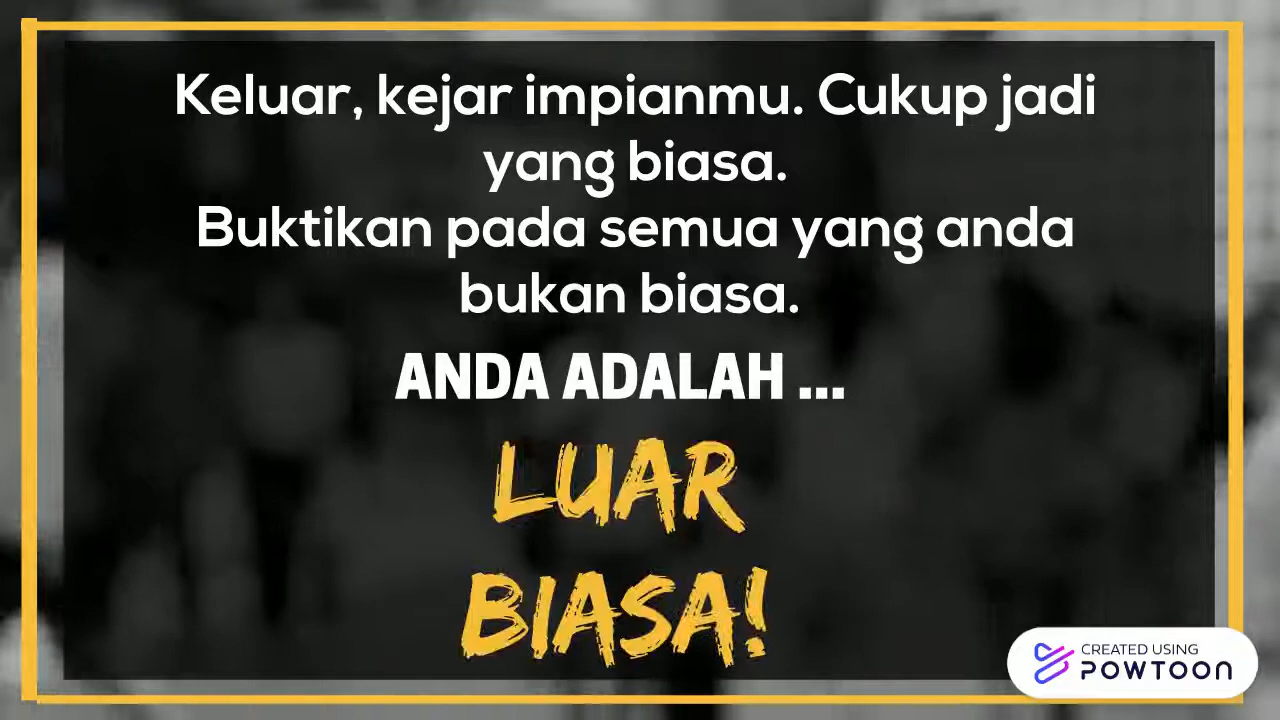 Keluar, kejar impianmu. Cukup jadi
yang biasa.
Buktikan pada semua yang anda
bukan biasa.
ANDA ADALAH ...
LUAR
BIASA!
CREATED USING
POWTOON